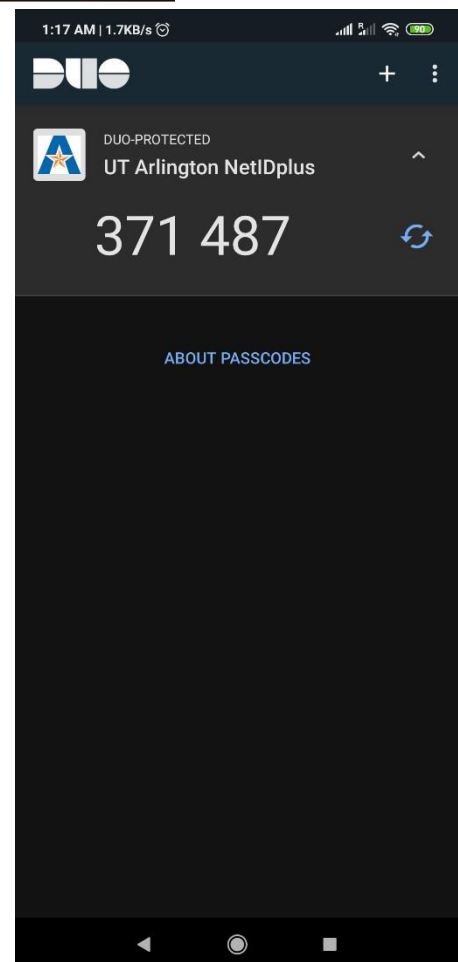 1:17 AM | 1.7KB/s
R
90
DUO
DUO-PROTECTED
UT Arlington NetIDplus
371 487
ABOUT PASSCODES